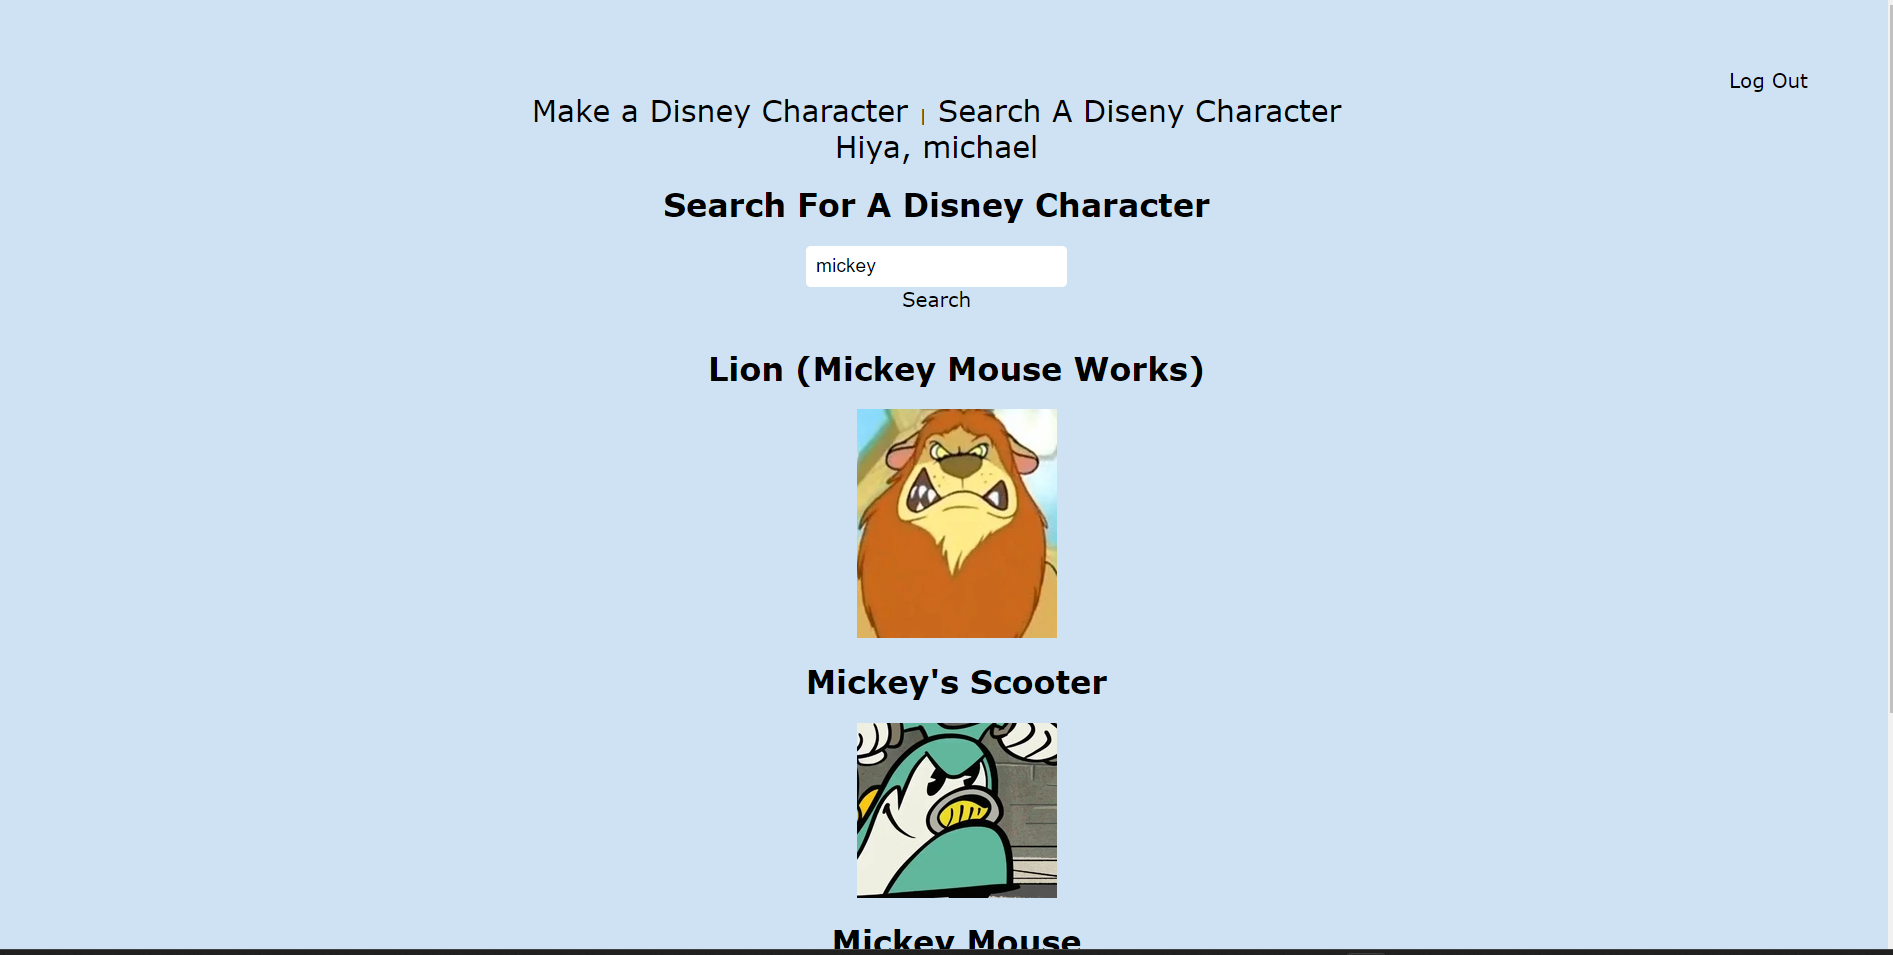 Log Out
Make a Disney Character | Search A Diseny Character
Hiya, michael
Search For A Disney Character
mickey
Search
Lion (Mickey Mouse Works)
Mickey's Scooter
Mickey Mouse